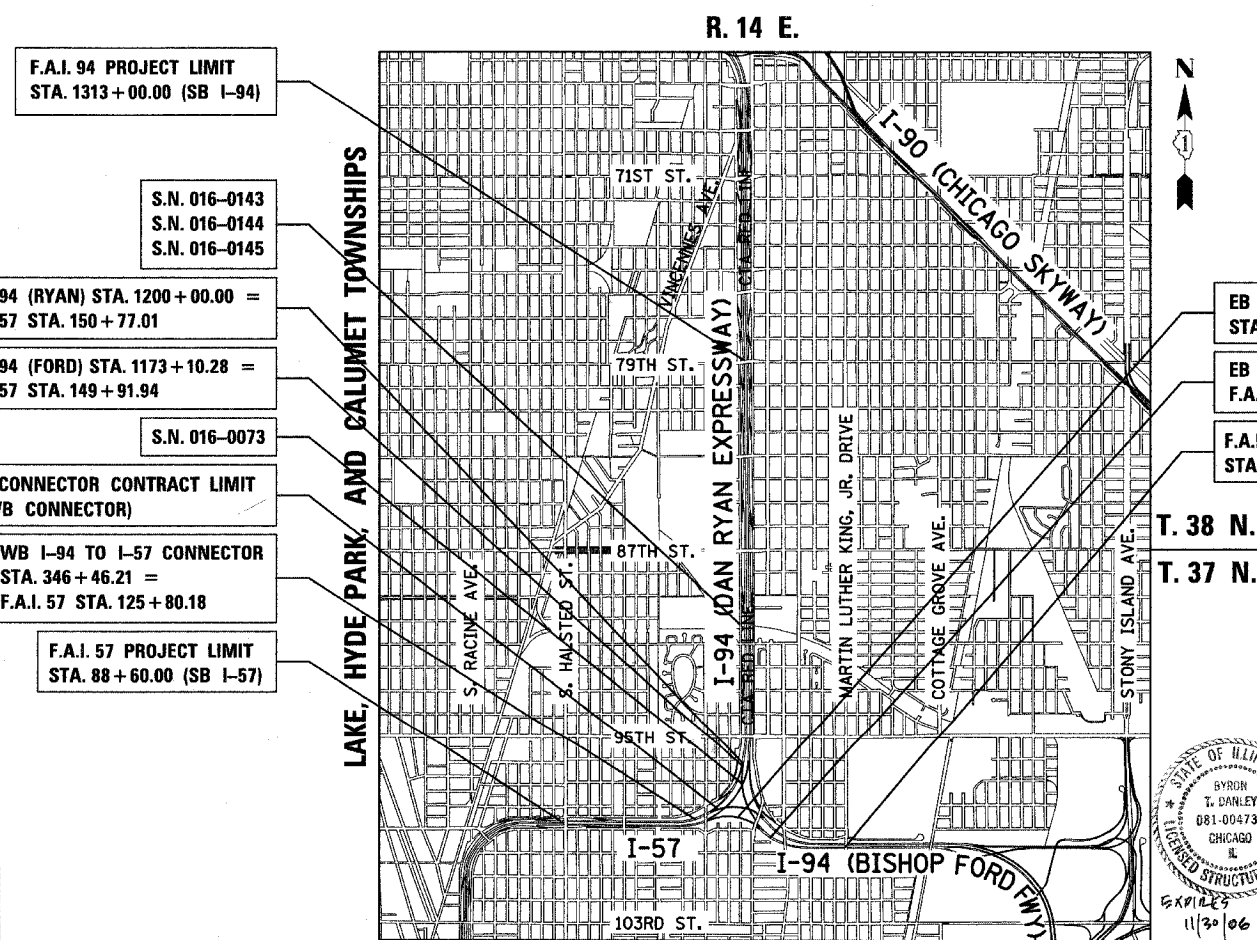 R. 14 E.
F.A.I. 94 PROJECT LIMIT
STA. 1313+00.00 (SB I-94)
S.N. 016-0143
S.N. 016-0144
S.N. 016-0145
94 (RYAN) STA. 1200+00.00 =
57 STA. 150+77.01
94 (FORD) STA. 1173+10.28 =
57 STA. 149+91.94
S.N. 016-0073
CONNECTOR CONTRACT LIMIT
CONNECTOR)
WB I-94 TO I-57 CONNECTOR
STA. 346+46.21 =
F.A.I. 57 STA. 125+80.18
F.A.I. 57 PROJECT LIMIT
STA. 88+60.00 (SB I-57)
LAKE, HYDE PARK, AND CALUMET TOWNSHIPS
71ST ST.
VINCENNES AVE.
CTA RED LINE
I-90 (CHICAGO SKYWAY)
79TH ST.
I-94 (DAN RYAN EXPRESSWAY)
MARTIN LUTHER KING, JR. DRIVE
COTTAGE GROVE AVE.
STONY ISLAND AVE.
87TH ST.
S. RACINE AVE.
S. HALSTED ST.
CTA RED LINE
95TH ST.
I-57
I-94 (BISHOP FORD FWY)
103RD ST.
N
1
EB
STA
EB
F.A.
F.A.
STA
T. 38 N.
T. 37 N.
STATE OF ILLI
BYRON
T. DANLEY
081-00473
CHICAGO
IL
LICENSED STRUCTU
EXPIRES
11/30/06